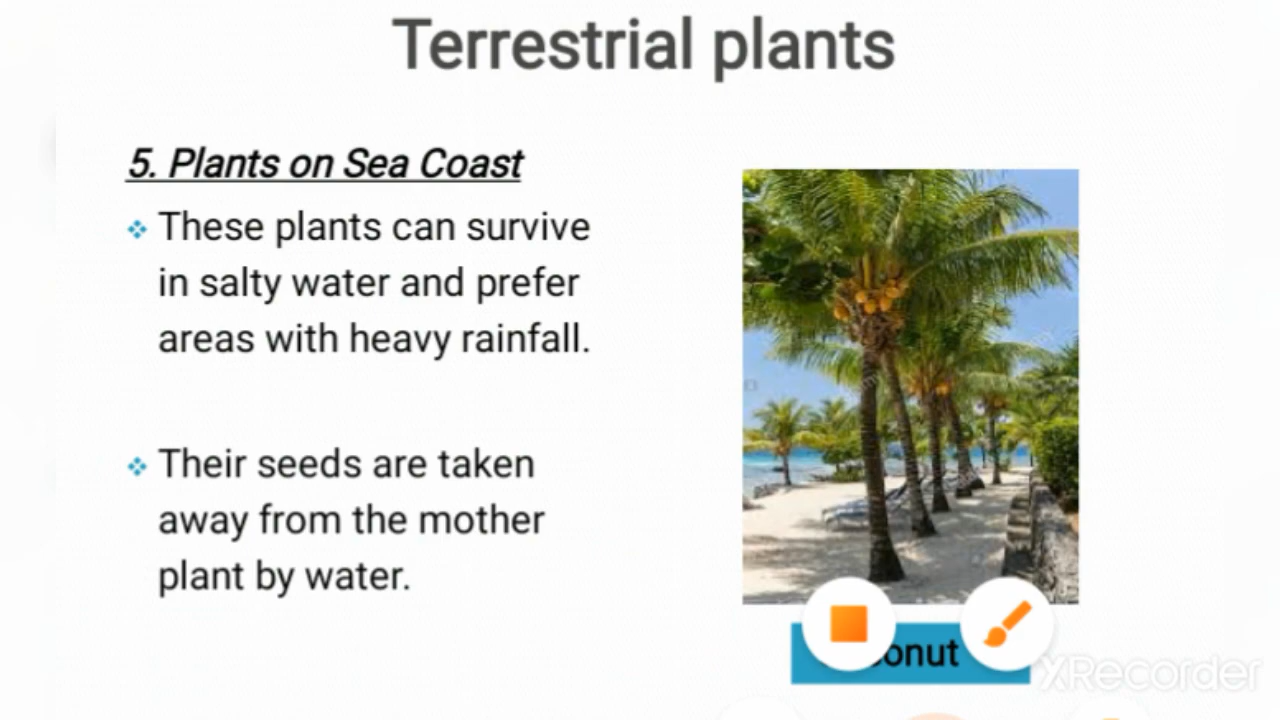 Terrestrial plants
5. Plants on Sea Coast
These plants can survive
in salty water and prefer
areas with heavy rainfall.
Their seeds are taken
away from the mother
plant by water.
XRecorder